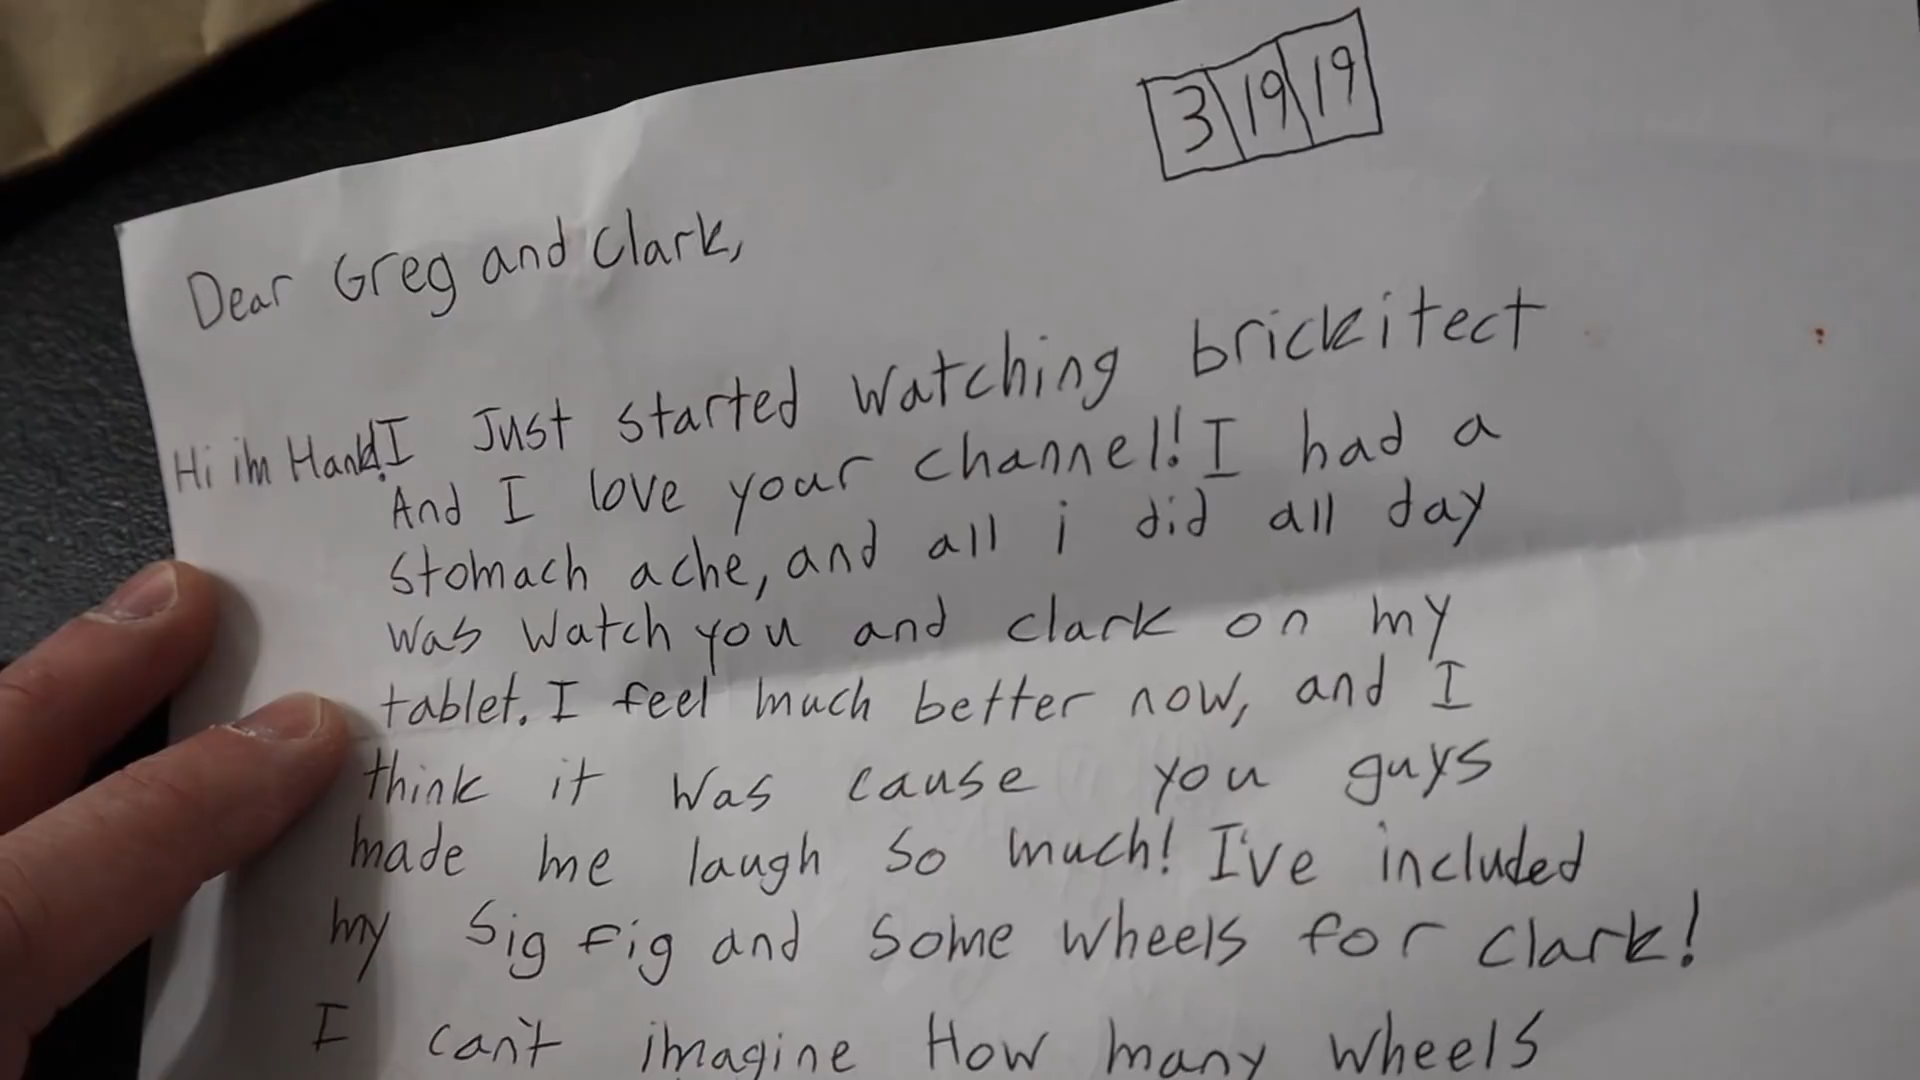 3 19 19
Dear Greg and Clark,
Hi im Hank! I Just started watching brickitect
And I love your channel! I had a
stomach ache, and all i did all day
was watch you and clark on my
tablet. I feel much better now, and I
think it was cause you guys
made me laugh so much! I've included
my Sig fig and some wheels for clark!
I can't imagine How many wheels